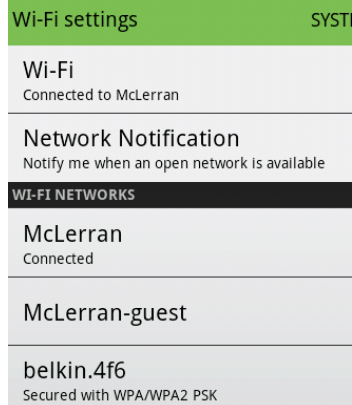 Wi-Fi settings
Wi-Fi
Connected to McLerran
Network Notification
Notify me when an open network is available
WI-FI NETWORKS
McLerran
Connected
McLerran-guest
belkin.4f6
Secured with WPA/WPA2 PSK